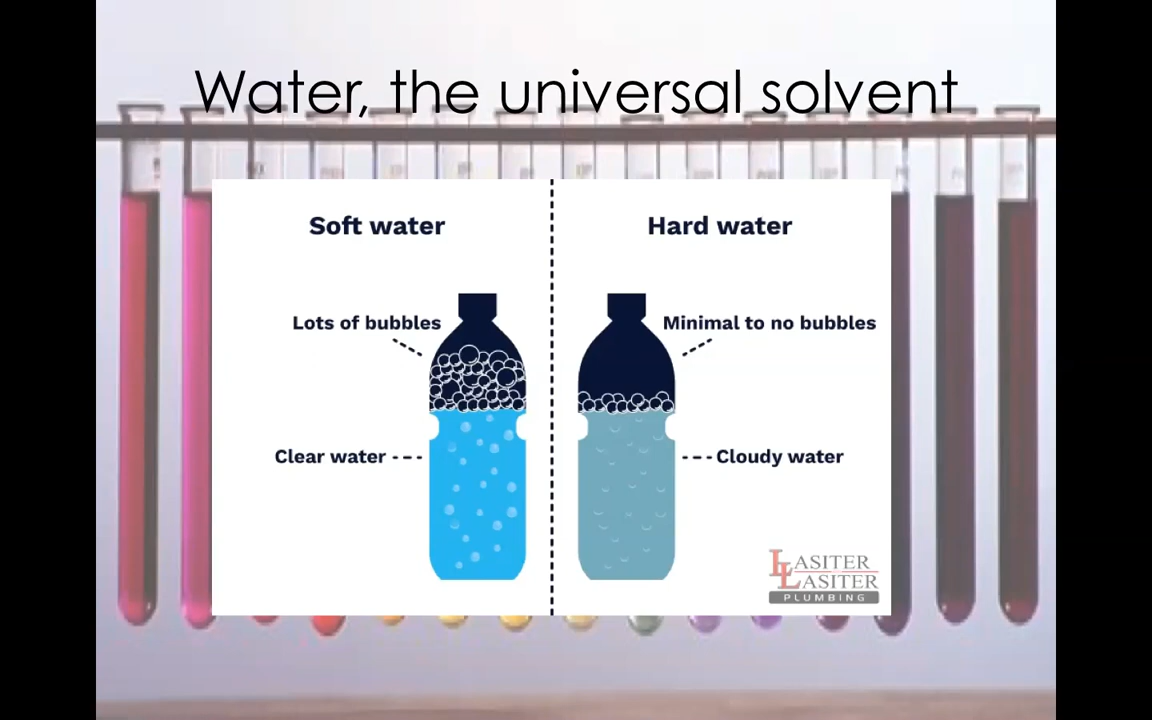 Water, the universal solvent
Soft water
Hard water
Lots of bubbles
Minimal to no bubbles
Clear water
Cloudy water
LASITER
LASITER
PLUMBING